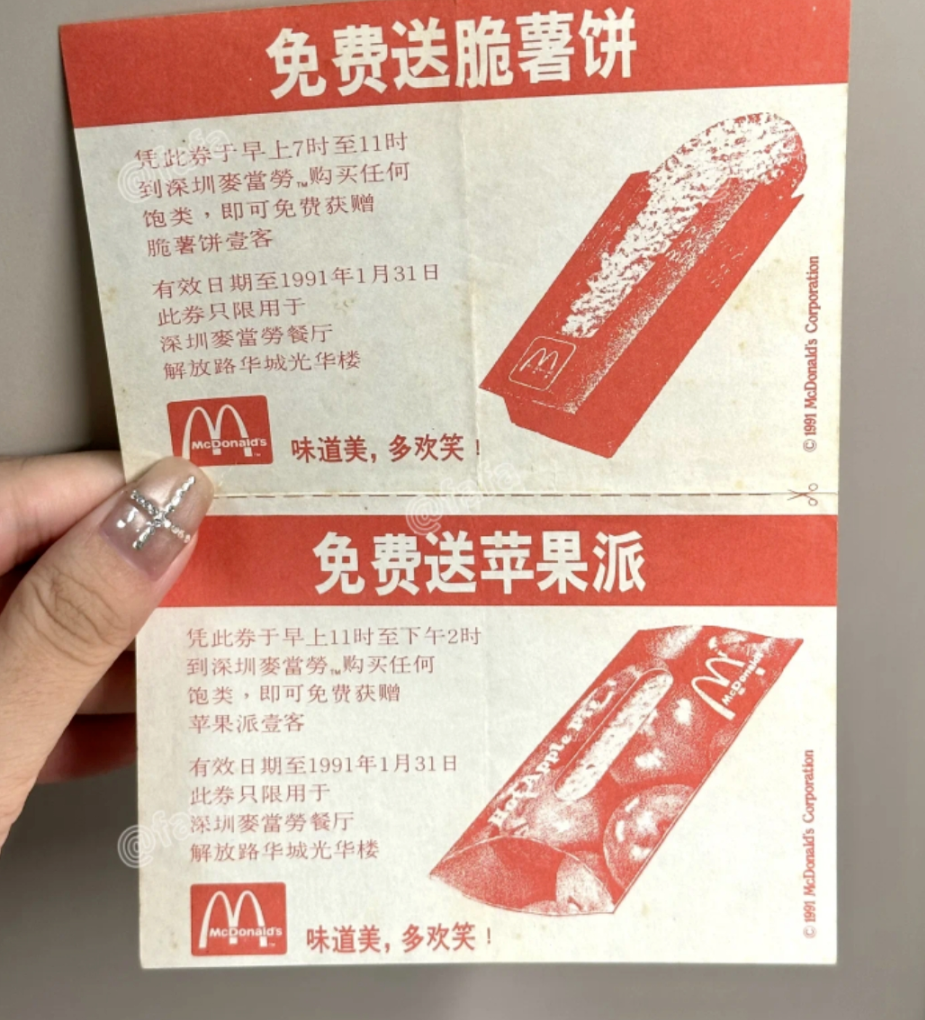 免费送脆薯饼
凭此券于早上7时至11时
到深圳麥當勞™购买任何
饱类，即可免费获赠
脆薯饼壹客
有效日期至1991年1月31日
此券只限用于
深圳麥當勞餐厅
解放路华城光华楼
McDonald's™
味道美，多欢笑！
© 1991 McDonald's Corporation
免费送苹果派
凭此券于早上11时至下午2时
到深圳麥當勞™购买任何
饱类，即可免费获赠
苹果派壹客
有效日期至1991年1月31日
此券只限用于
深圳麥當勞餐厅
解放路华城光华楼
Hot Apple Pie
McDonald's
McDonald's™
味道美，多欢笑！
© 1991 McDonald's Corporation